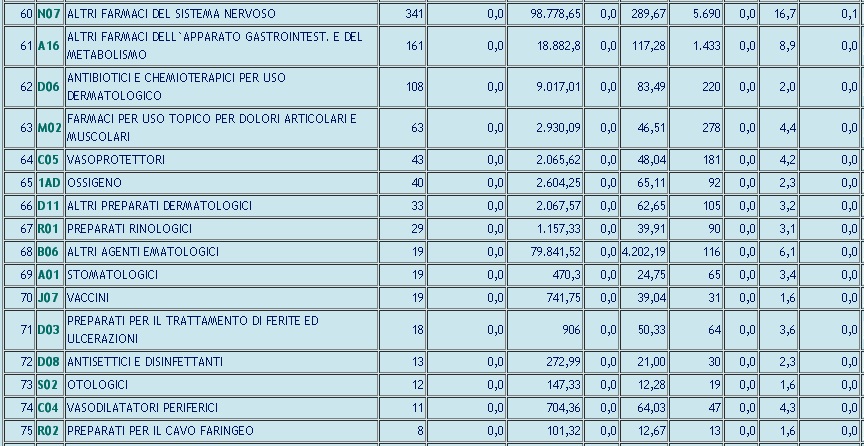 60 N07 ALTRI FARMACI DEL SISTEMA NERVOSO 341 0,0 98.778,65 0,0 289,67 5.690 0,0 16,7 0,1
61 A16 ALTRI FARMACI DELL`APPARATO GASTROINTEST. E DEL
METABOLISMO 161 0,0 18.882,8 0,0 117,28 1.433 0,0 8,9 0,0
62 D06 ANTIBIOTICI E CHEMIOTERAPICI PER USO
DERMATOLOGICO 108 0,0 9.017,01 0,0 83,49 220 0,0 2,0 0,0
63 M02 FARMACI PER USO TOPICO PER DOLORI ARTICOLARI E
MUSCOLARI 63 0,0 2.930,09 0,0 46,51 278 0,0 4,4 0,0
64 C05 VASOPROTETTORI 43 0,0 2.065,62 0,0 48,04 181 0,0 4,2 0,0
65 1AD OSSIGENO 40 0,0 2.604,25 0,0 65,11 92 0,0 2,3 0,0
66 D11 ALTRI PREPARATI DERMATOLOGICI 33 0,0 2.067,57 0,0 62,65 105 0,0 3,2 0,0
67 R01 PREPARATI RINOLOGICI 29 0,0 1.157,33 0,0 39,91 90 0,0 3,1 0,0
68 B06 ALTRI AGENTI EMATOLOGICI 19 0,0 79.841,52 0,0 4.202,19 116 0,0 6,1 0,0
69 A01 STOMATOLOGICI 19 0,0 470,3 0,0 24,75 65 0,0 3,4 0,0
70 J07 VACCINI 19 0,0 741,75 0,0 39,04 31 0,0 1,6 0,0
71 D03 PREPARATI PER IL TRATTAMENTO DI FERITE ED
ULCERAZIONI 18 0,0 906 0,0 50,33 64 0,0 3,6 0,0
72 D08 ANTISETTICI E DISINFETTANTI 13 0,0 272,99 0,0 21,00 30 0,0 2,3 0,0
73 S02 OTOLOGICI 12 0,0 147,33 0,0 12,28 19 0,0 1,6 0,0
74 C04 VASODILATATORI PERIFERICI 11 0,0 704,36 0,0 64,03 47 0,0 4,3 0,0
75 R02 PREPARATI PER IL CAVO FARINGEO 8 0,0 101,32 0,0 12,67 13 0,0 1,6 0,0